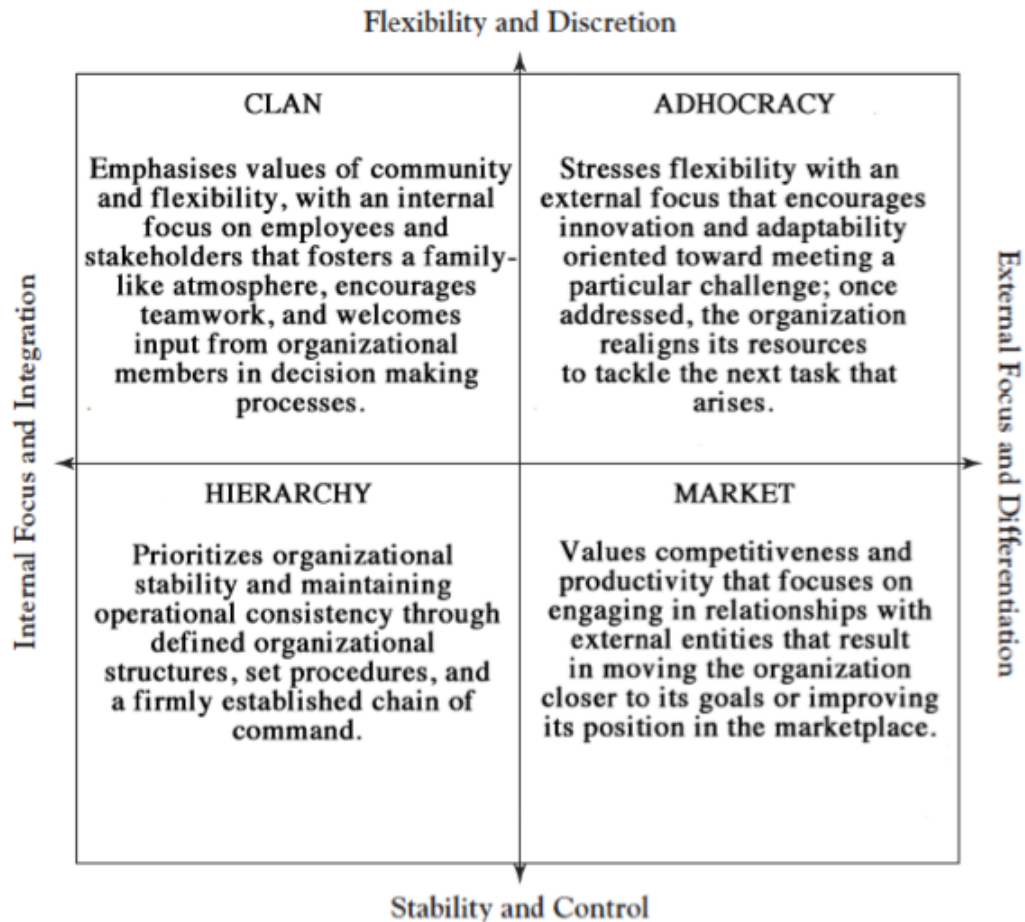 Flexibility and Discretion
CLAN
Emphasises values of community
and flexibility, with an internal
focus on employees and
stakeholders that fosters a family-
like atmosphere, encourages
teamwork, and welcomes
input from organizational
members in decision making
processes.
ADHOCRACY
Stresses flexibility with an
external focus that encourages
innovation and adaptability
oriented toward meeting a
particular challenge; once
addressed, the organization
realigns its resources
to tackle the next task that
arises.
Internal Focus and Integration
External Focus and Differentiation
HIERARCHY
Prioritizes organizational
stability and maintaining
operational consistency through
defined organizational
structures, set procedures, and
a firmly established chain of
command.
MARKET
Values competitiveness and
productivity that focuses on
engaging in relationships with
external entities that result
in moving the organization
closer to its goals or improving
its position in the marketplace.
Stability and Control